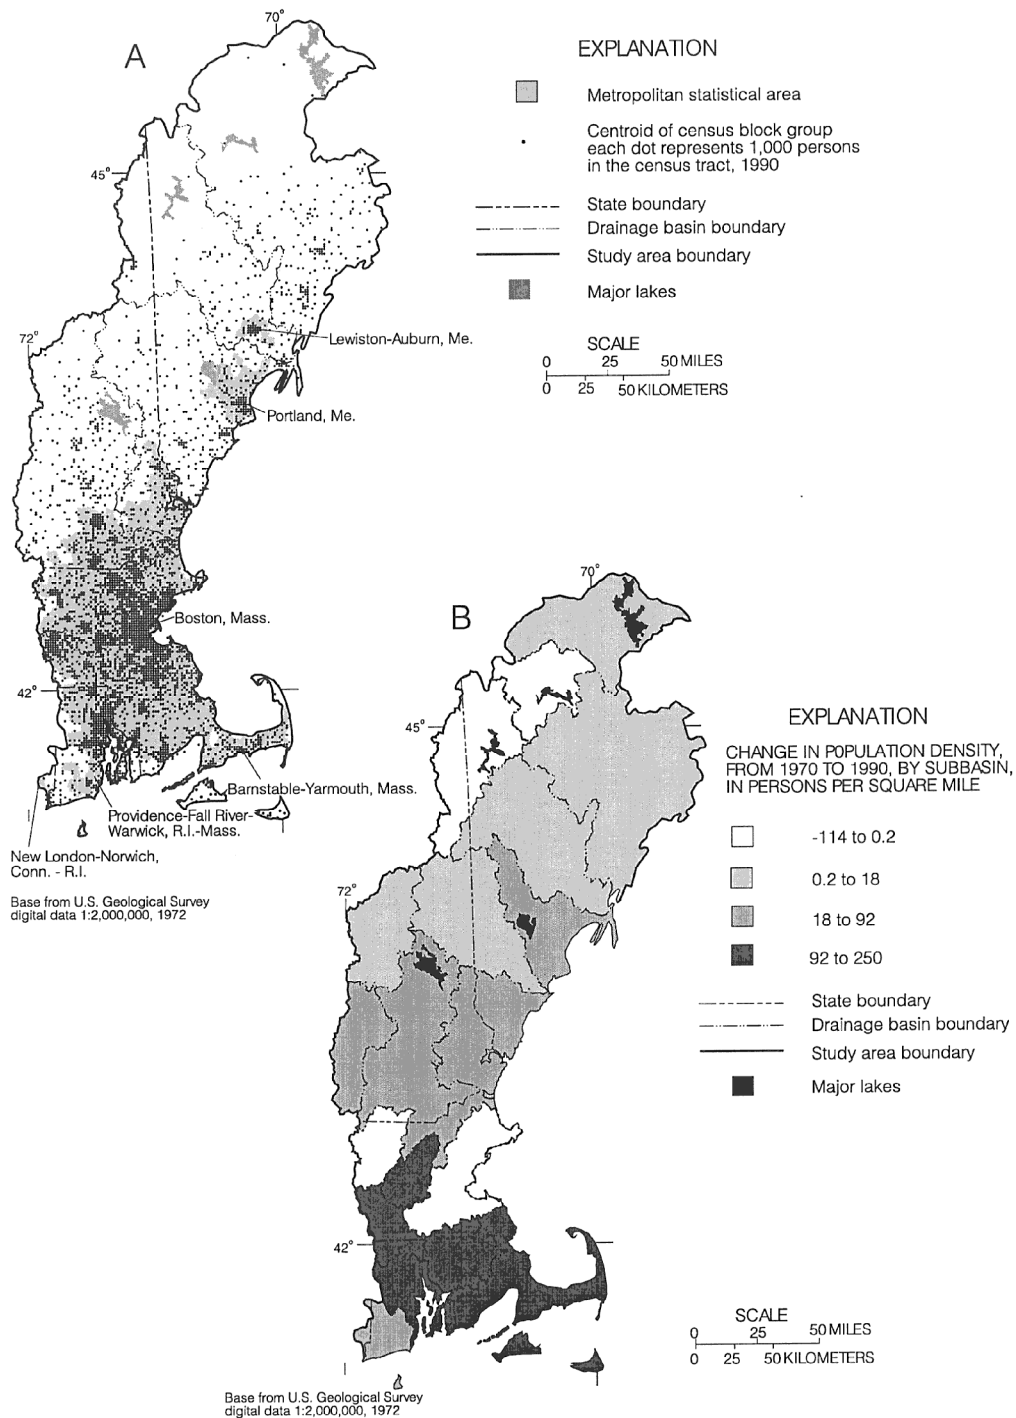 70°
A
EXPLANATION
Metropolitan statistical area
Centroid of census block group
each dot represents 1,000 persons
in the census tract, 1990
45°
State boundary
Drainage basin boundary
Study area boundary
Major lakes
72°
Lewiston-Auburn, Me.
SCALE
0 25 50 MILES
0 25 50 KILOMETERS
Portland, Me.
Boston, Mass.
42°
Barnstable-Yarmouth, Mass.
Providence-Fall River-
Warwick, R.I.-Mass.
New London-Norwich,
Conn. - R.I.
Base from U.S. Geological Survey
digital data 1:2,000,000, 1972
70°
B
45°
EXPLANATION
CHANGE IN POPULATION DENSITY,
FROM 1970 TO 1990, BY SUBBASIN,
IN PERSONS PER SQUARE MILE
-114 to 0.2
0.2 to 18
18 to 92
92 to 250
72°
State boundary
Drainage basin boundary
Study area boundary
Major lakes
42°
SCALE
0 25 50 MILES
0 25 50 KILOMETERS
Base from U.S. Geological Survey
digital data 1:2,000,000, 1972